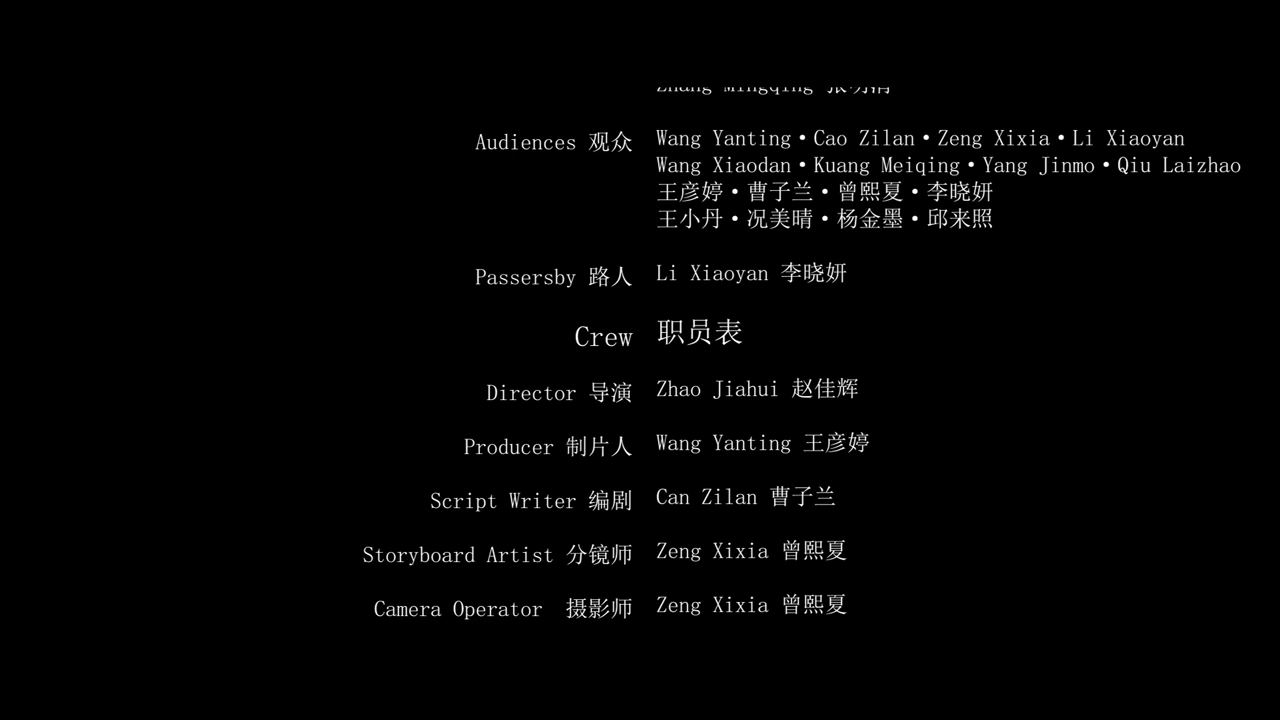 Zhang Mingqing 张明清
Audiences 观众 Wang Yanting·Cao Zilan·Zeng Xixia·Li Xiaoyan
Wang Xiaodan·Kuang Meiqing·Yang Jinmo·Qiu Laizhao
王彦婷·曹子兰·曾熙夏·李晓妍
王小丹·况美晴·杨金墨·邱来照
Passersby 路人 Li Xiaoyan 李晓妍
Crew 职员表
Director 导演 Zhao Jiahui 赵佳辉
Producer 制片人 Wang Yanting 王彦婷
Script Writer 编剧 Can Zilan 曹子兰
Storyboard Artist 分镜师 Zeng Xixia 曾熙夏
Camera Operator 摄影师 Zeng Xixia 曾熙夏